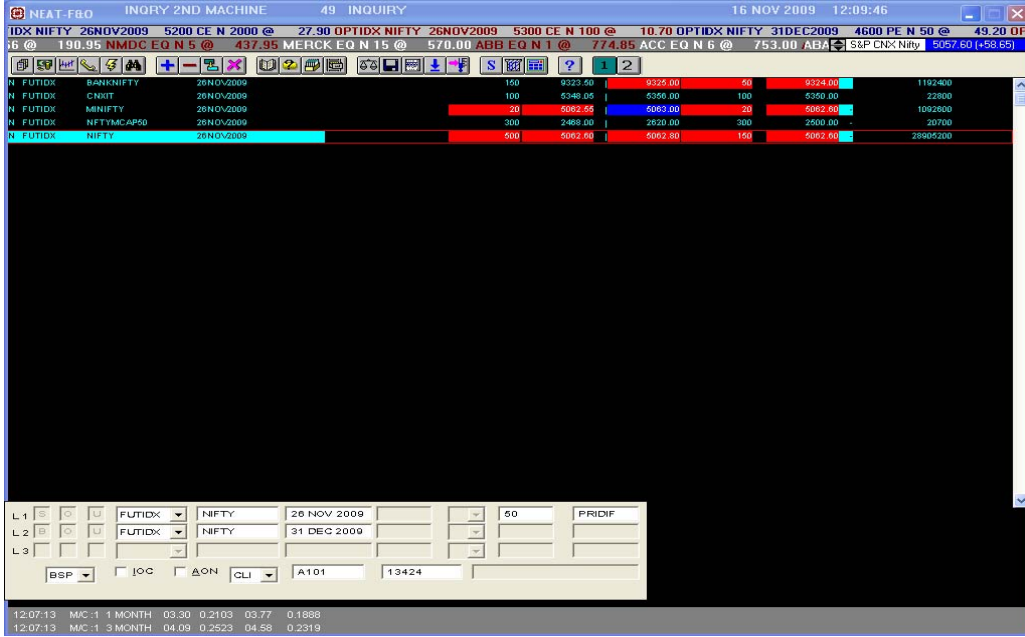 NEAT-F&O INQRY 2ND MACHINE 49 INQUIRY 16 NOV 2009 12:09:46
IDX NIFTY 26NOV2009 5200 CE N 2000 @ 27.90 OPTIDX NIFTY 26NOV2009 5300 CE N 100 @ 10.70 OPTIDX NIFTY 31DEC2009 4600 PE N 50 @ 49.20 OP
6 @ 190.95 NMDC EQ N 5 @ 437.95 MERCK EQ N 15 @ 570.00 ABB EQ N 1 @ 774.85 ACC EQ N 6 @ 753.00 ABA S&P CNX Nifty 5057.60 (+58.65)
S ? 1 2
N FUTIDX BANKNIFTY 26NOV2009 150 9323.50 | 9325.00 50 9324.00 1192400
N FUTIDX CNXIT 26NOV2009 100 5348.05 | 5356.00 100 5350.00 22800
N FUTIDX MINIFTY 26NOV2009 20 5062.55 5063.00 20 5062.60 - 1092600
N FUTIDX NFTYMCAP50 26NOV2009 300 2468.00 | 2620.00 300 2500.00 - 20700
N FUTIDX NIFTY 26NOV2009 500 5062.60 | 5062.80 150 5062.60 - 28905200
L 1 S O U FUTIDX NIFTY 26 NOV 2009 50 PRIDIF
L 2 B O U FUTIDX NIFTY 31 DEC 2009
L 3
BSP IOC AON CLI A101 13424
12:07:13 M/C :1 1 MONTH 03.30 0.2103 03.77 0.1888
12:07:13 M/C :1 3 MONTH 04.09 0.2523 04.58 0.2319